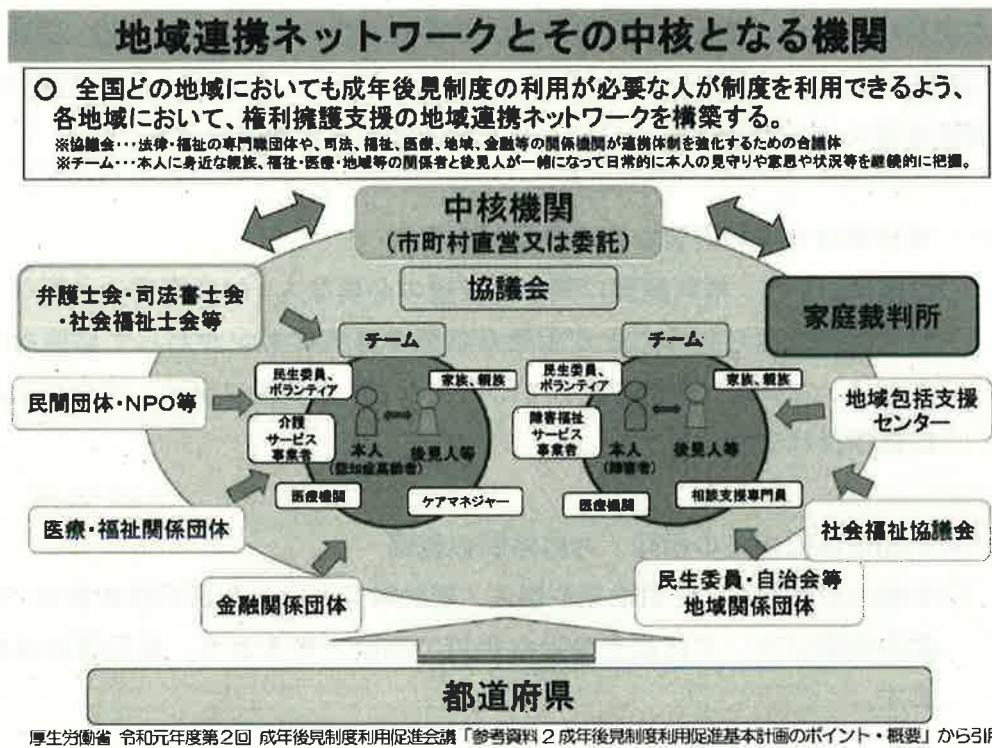 地域連携ネットワークとその中核となる機関
○ 全国どの地域においても成年後見制度の利用が必要な人が制度を利用できるよう、
各地域において、権利擁護支援の地域連携ネットワークを構築する。
※協議会・・・法律・福祉の専門職団体や、司法、福祉、医療、地域、金融等の関係機関が連携体制を強化するための合議体
※チーム・・・本人に身近な親族、福祉・医療・地域等の関係者と後見人が一緒になって日常的に本人の見守りや意思や状況等を継続的に把握。
中核機関
(市町村直営又は委託)
協議会
弁護士会・司法書士会
・社会福祉士会等
家庭裁判所
チーム
チーム
民生委員、
ボランティア
家族、親族
民生委員、
ボランティア
家族、親族
民間団体・NPO等
地域包括支援
センター
介護
サービス
事業者
障害福祉
サービス
事業者
本人
(認知症高齢者)
後見人等
本人
(障害者)
後見人等
医療機関
ケアマネジャー
医療機関
相談支援専門員
医療・福祉関係団体
社会福祉協議会
金融関係団体
民生委員・自治会等
地域関係団体
都道府県
厚生労働省 令和元年度第2回 成年後見制度利用促進会議「参考資料2 成年後見制度利用促進基本計画のポイント・概要」から引用